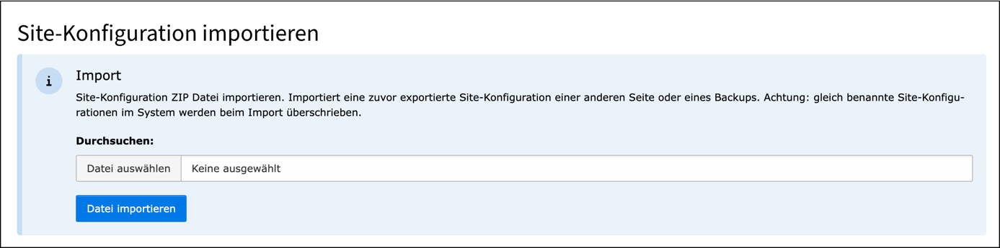 Site-Konfiguration importieren
i
Import
Site-Konfiguration ZIP Datei importieren. Importiert eine zuvor exportierte Site-Konfiguration einer anderen Seite oder eines Backups. Achtung: gleich benannte Site-Konfigu-
rationen im System werden beim Import überschrieben.
Durchsuchen:
Datei auswählen Keine ausgewählt
Datei importieren